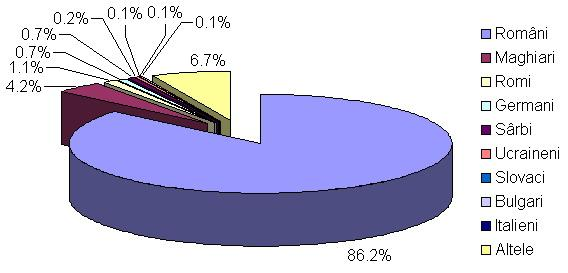 0.1%
0.1%
0.2%
0.1%
0.7%
0.7%
6.7%
1.1%
4.2%
86.2%
Români
Maghiari
Romi
Germani
Sârbi
Ucraineni
Slovaci
Bulgari
Italieni
Altele